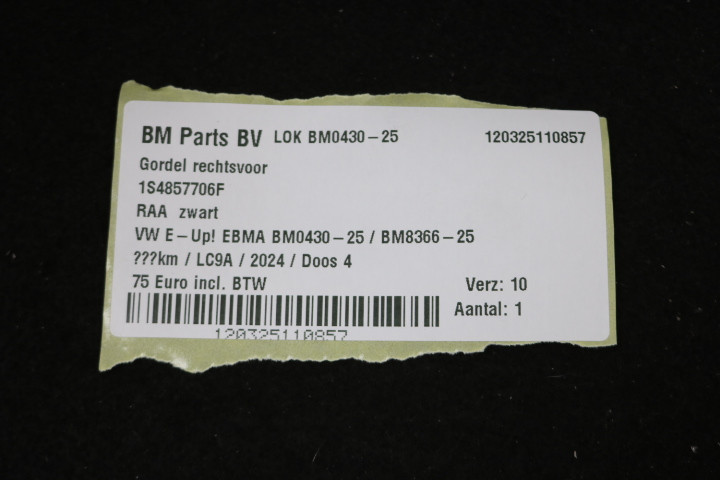 BM Parts BV LOK BM0430-25 120325110857
Gordel rechtsvoor
1S4857706F
RAA zwart
VW E-Up! EBMA BM0430-25 / BM8366-25
???km / LC9A / 2024 / Doos 4
75 Euro incl. BTW Verz: 10
Aantal: 1
120325110857